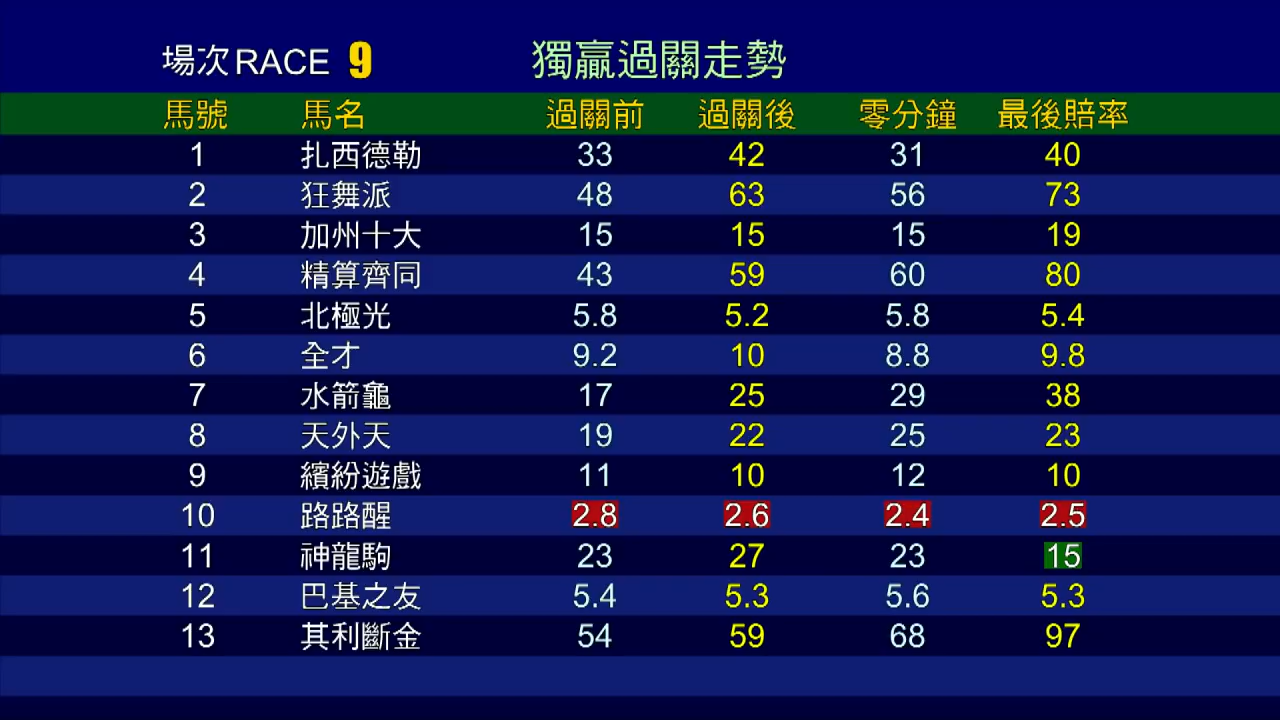 場次RACE 9 獨贏過關走勢
馬號 馬名 過關前 過關後 零分鐘 最後賠率
1 扎西德勒 33 42 31 40
2 狂舞派 48 63 56 73
3 加州十大 15 15 15 19
4 精算齊同 43 59 60 80
5 北極光 5.8 5.2 5.8 5.4
6 全才 9.2 10 8.8 9.8
7 水箭龜 17 25 29 38
8 天外天 19 22 25 23
9 繽紛遊戲 11 10 12 10
10 路路醒 2.8 2.6 2.4 2.5
11 神龍駒 23 27 23 15
12 巴基之友 5.4 5.3 5.6 5.3
13 其利斷金 54 59 68 97